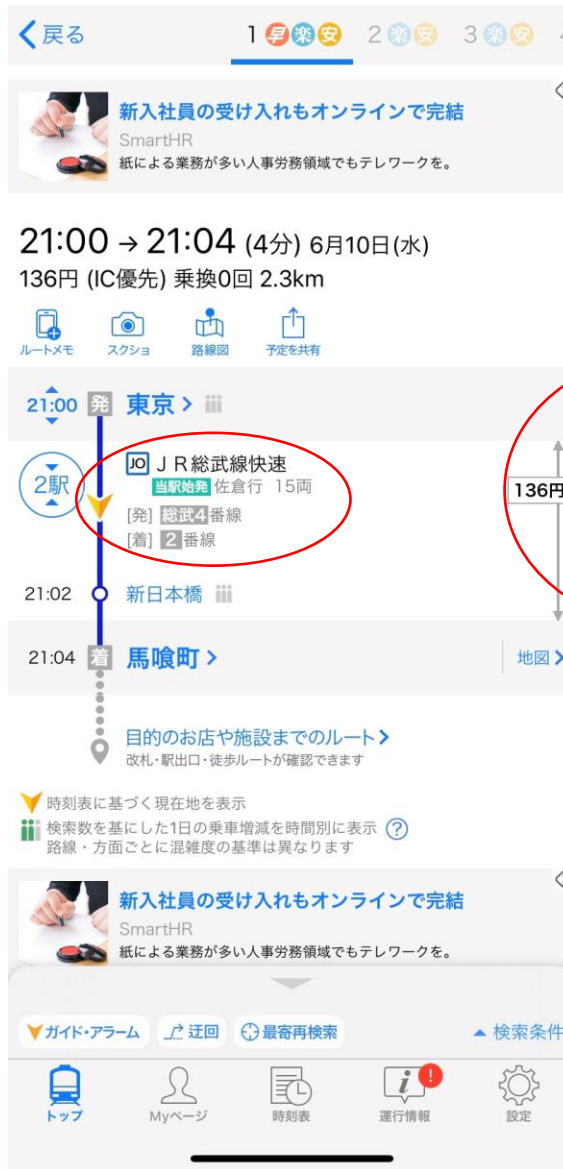 戻る
1 早 楽 安 2 楽 安 3 楽 安
新入社員の受け入れもオンラインで完結
SmartHR
紙による業務が多い人事労務領域でもテレワークを。
21:00 → 21:04 (4分) 6月10日(水)
136円 (IC優先) 乗換0回 2.3km
ルートメモ スクショ 路線図 予定を共有
21:00 発 東京
JO ＪＲ総武線快速
2駅
当駅始発 佐倉行 15両
136円
[発] 総武4番線
[着] 2番線
21:02 新日本橋
21:04 着 馬喰町 地図
目的のお店や施設までのルート
改札・駅出口・徒歩ルートが確認できます
時刻表に基づく現在地を表示
検索数を基にした1日の乗車増減を時間別に表示 ?
路線・方面ごとに混雑度の基準は異なります
新入社員の受け入れもオンラインで完結
SmartHR
紙による業務が多い人事労務領域でもテレワークを。
ガイド・アラーム 迂回 最寄再検索 検索条件
トップ Myページ 時刻表 運行情報 設定